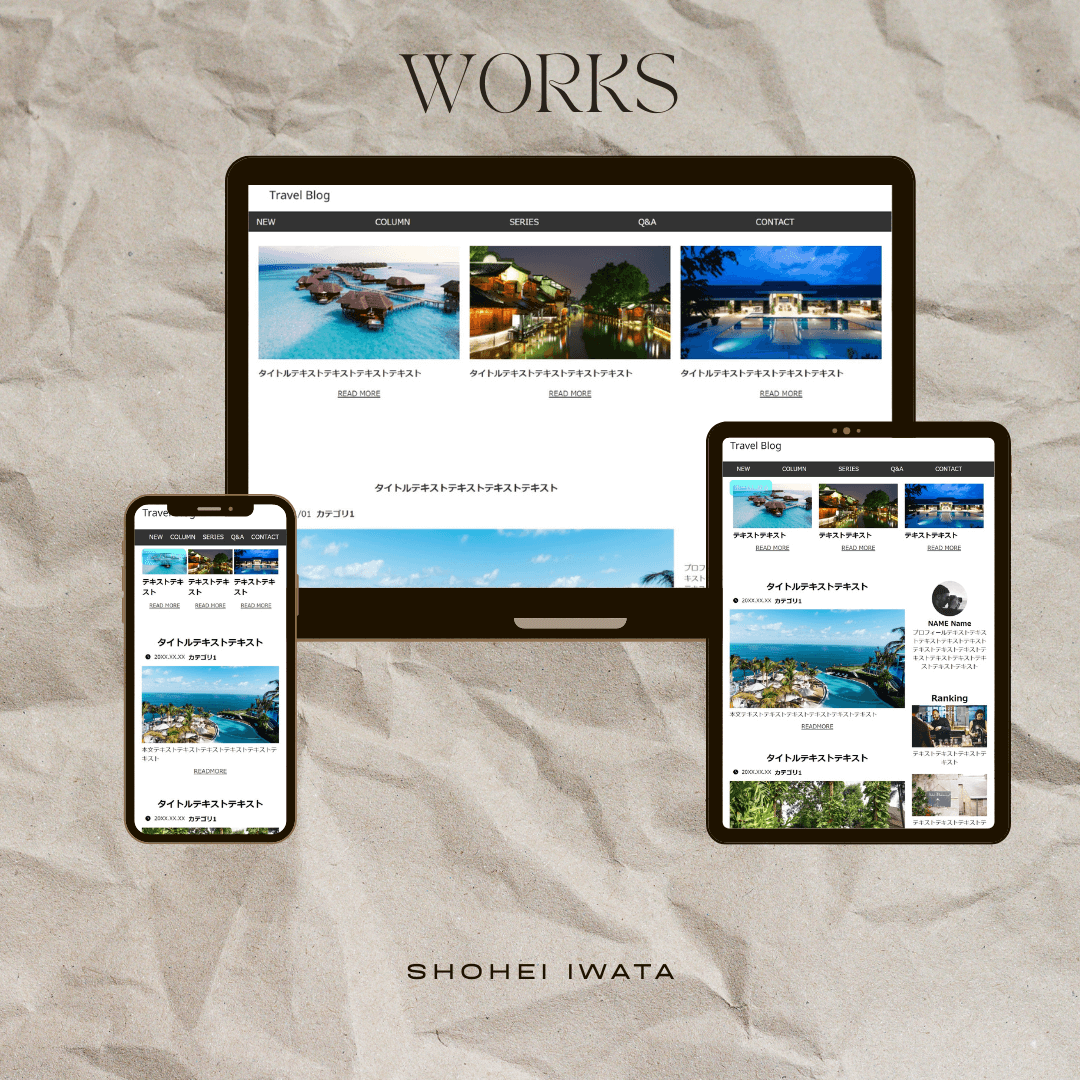 WORKS
Travel Blog
NEW COLUMN SERIES Q&A CONTACT
タイトルテキストテキストテキストテキスト
READ MORE
タイトルテキストテキストテキストテキスト
READ MORE
タイトルテキストテキストテキストテキスト
READ MORE
タイトルテキストテキストテキストテキスト
/01 カテゴリ1
プロフ
キスト
Travel Blog
NEW COLUMN SERIES Q&A CONTACT
テキストテキスト
READ MORE
テキストテキスト
READ MORE
テキストテキスト
READ MORE
タイトルテキストテキスト
20XX.XX.XX カテゴリ1
本文テキストテキストテキストテキストテキストテキスト
READMORE
タイトルテキストテキスト
20XX.XX.XX カテゴリ1
NAME Name
プロフィールテキストテキス
トテキストテキストテキスト
テキストテキストテキストテ
キストテキストテキストテキ
ストテキストテキスト
Ranking
テキストテキストテキストテ
キスト
テキストテキストテキストテ
Trave
NEW COLUMN SERIES Q&A CONTACT
テキストテキ
スト
READ MORE
テキストテキ
スト
READ MORE
テキストテキ
スト
READ MORE
タイトルテキストテキスト
20XX.XX.XX カテゴリ1
本文テキストテキストテキストテキストテキストテ
キスト
READMORE
タイトルテキストテキスト
20XX.XX.XX カテゴリ1
SHOHEI IWATA